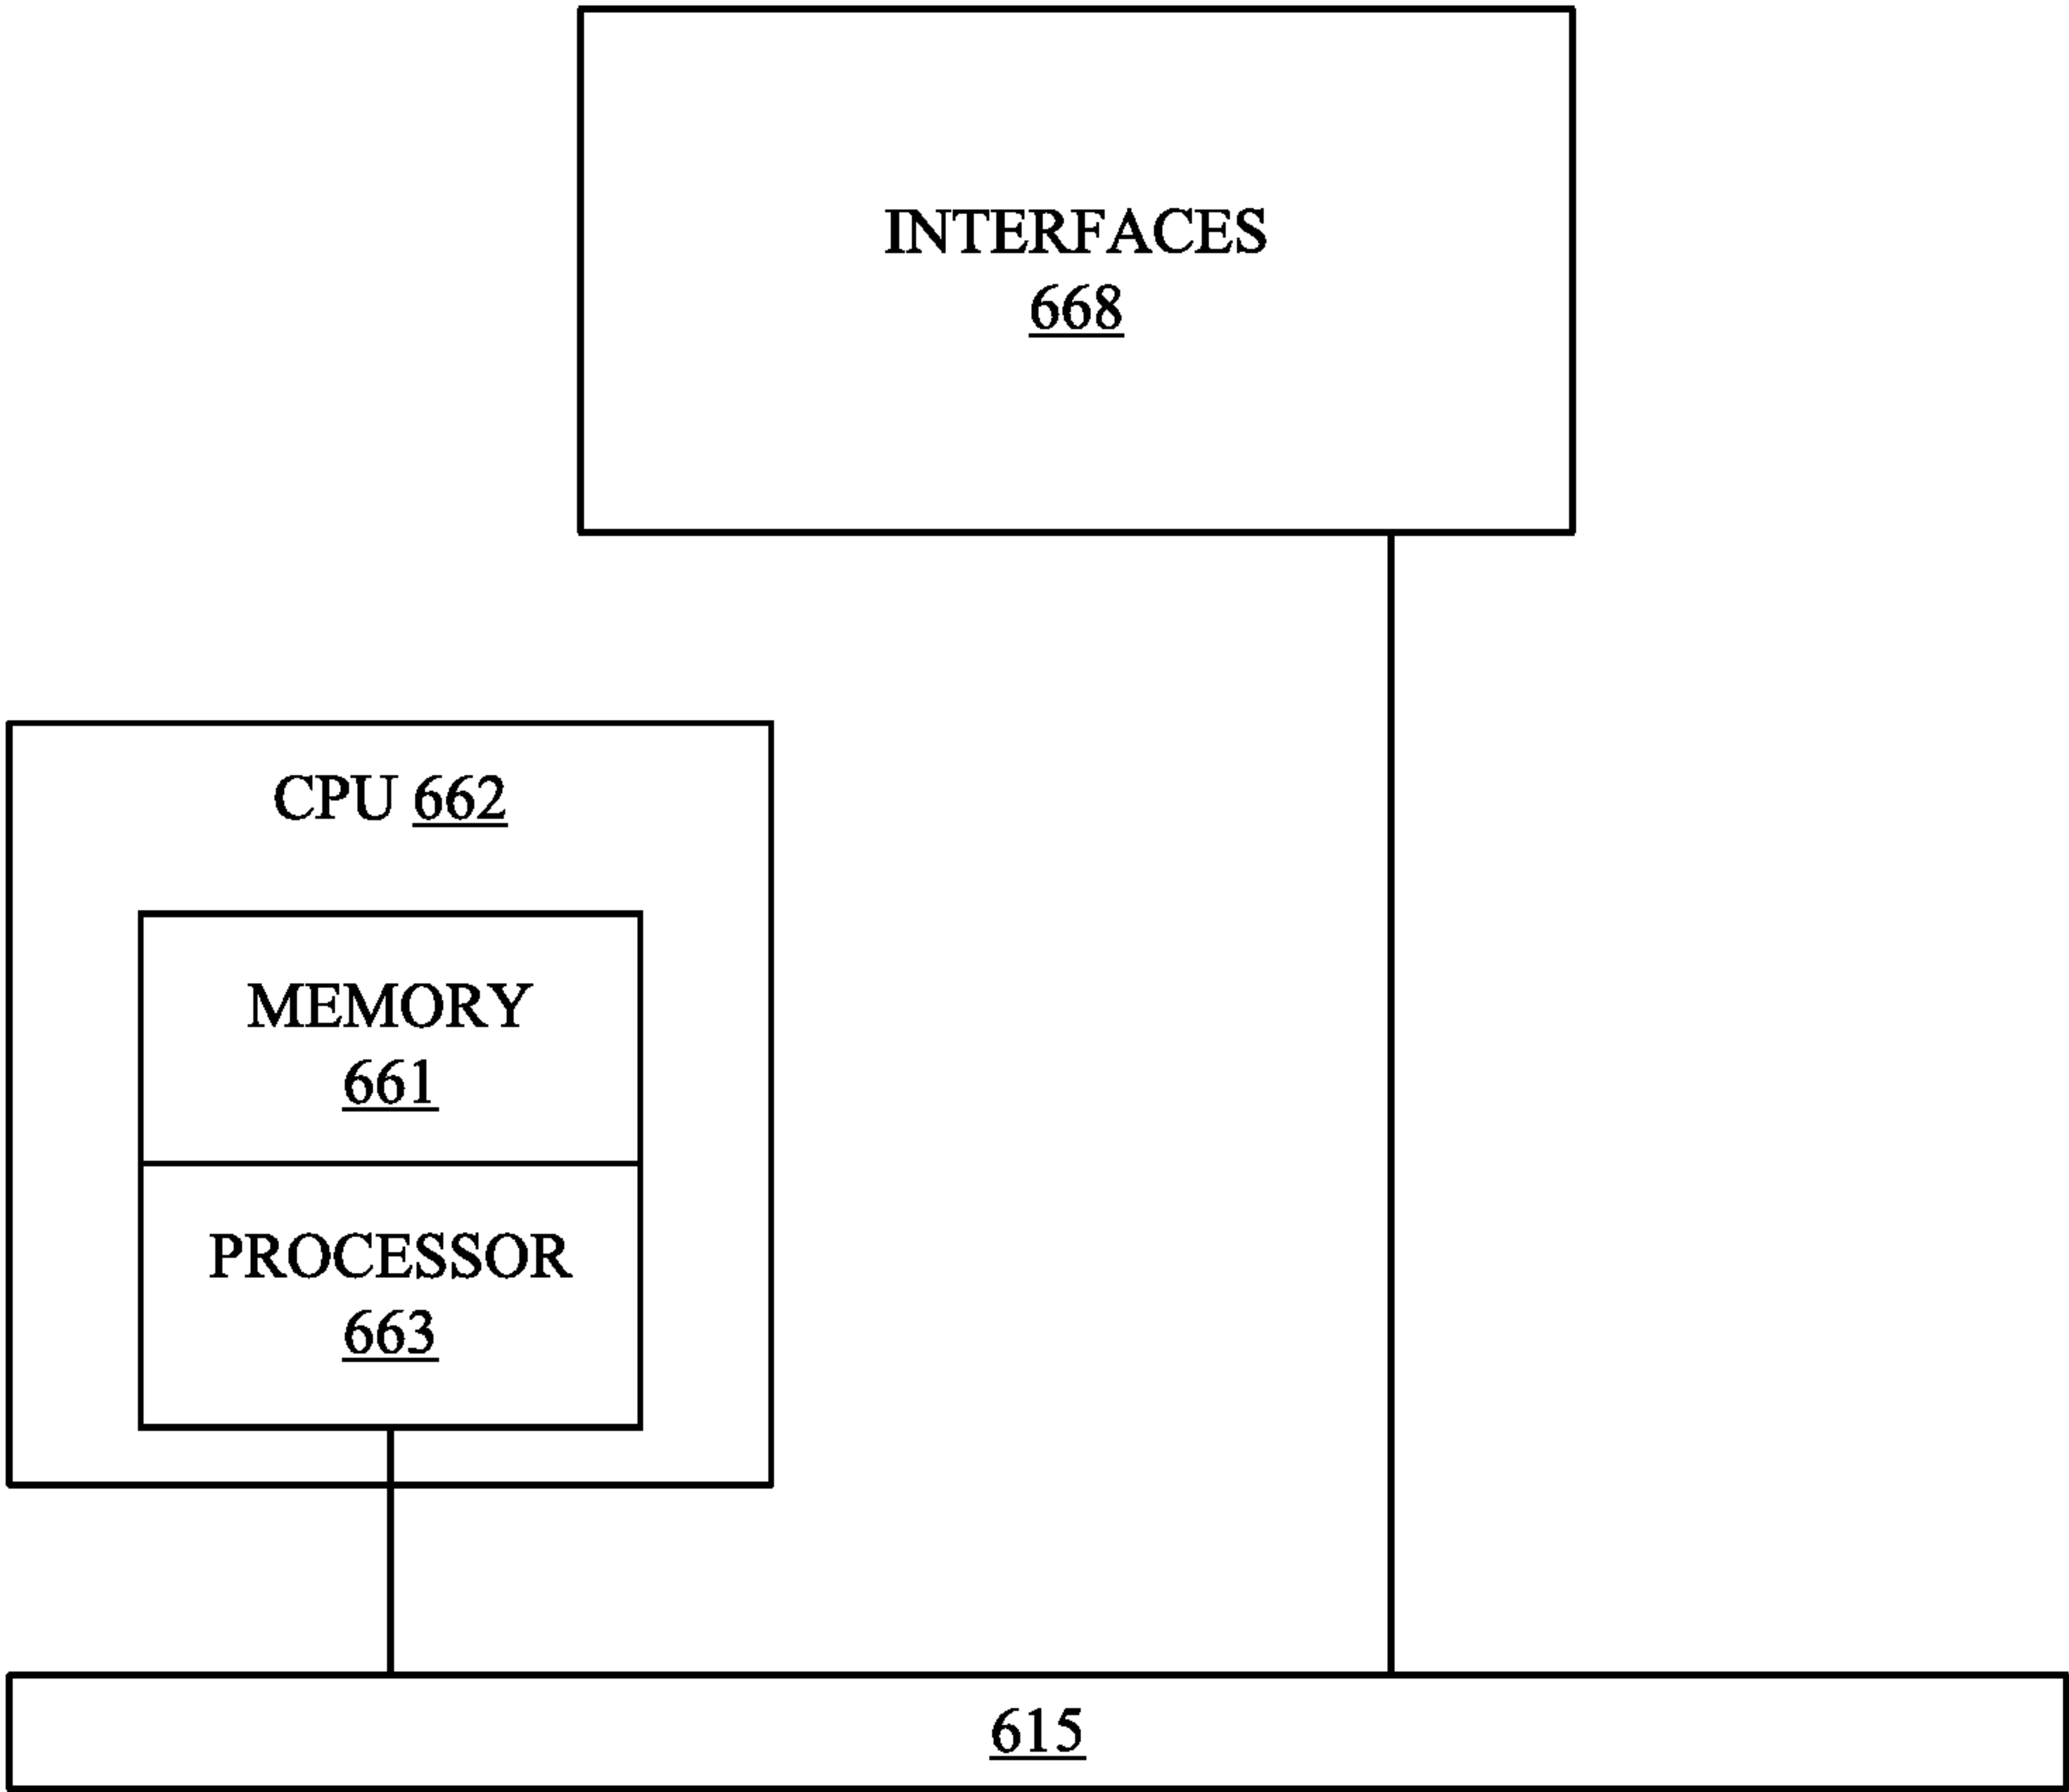 INTERFACES
668
CPU 662
MEMORY
661
PROCESSOR
663
615